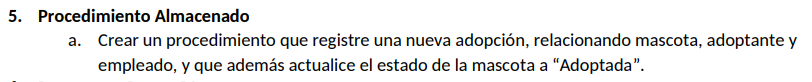 5. Procedimiento Almacenado
a. Crear un procedimiento que registre una nueva adopción, relacionando mascota, adoptante y
empleado, y que además actualice el estado de la mascota a “Adoptada”.